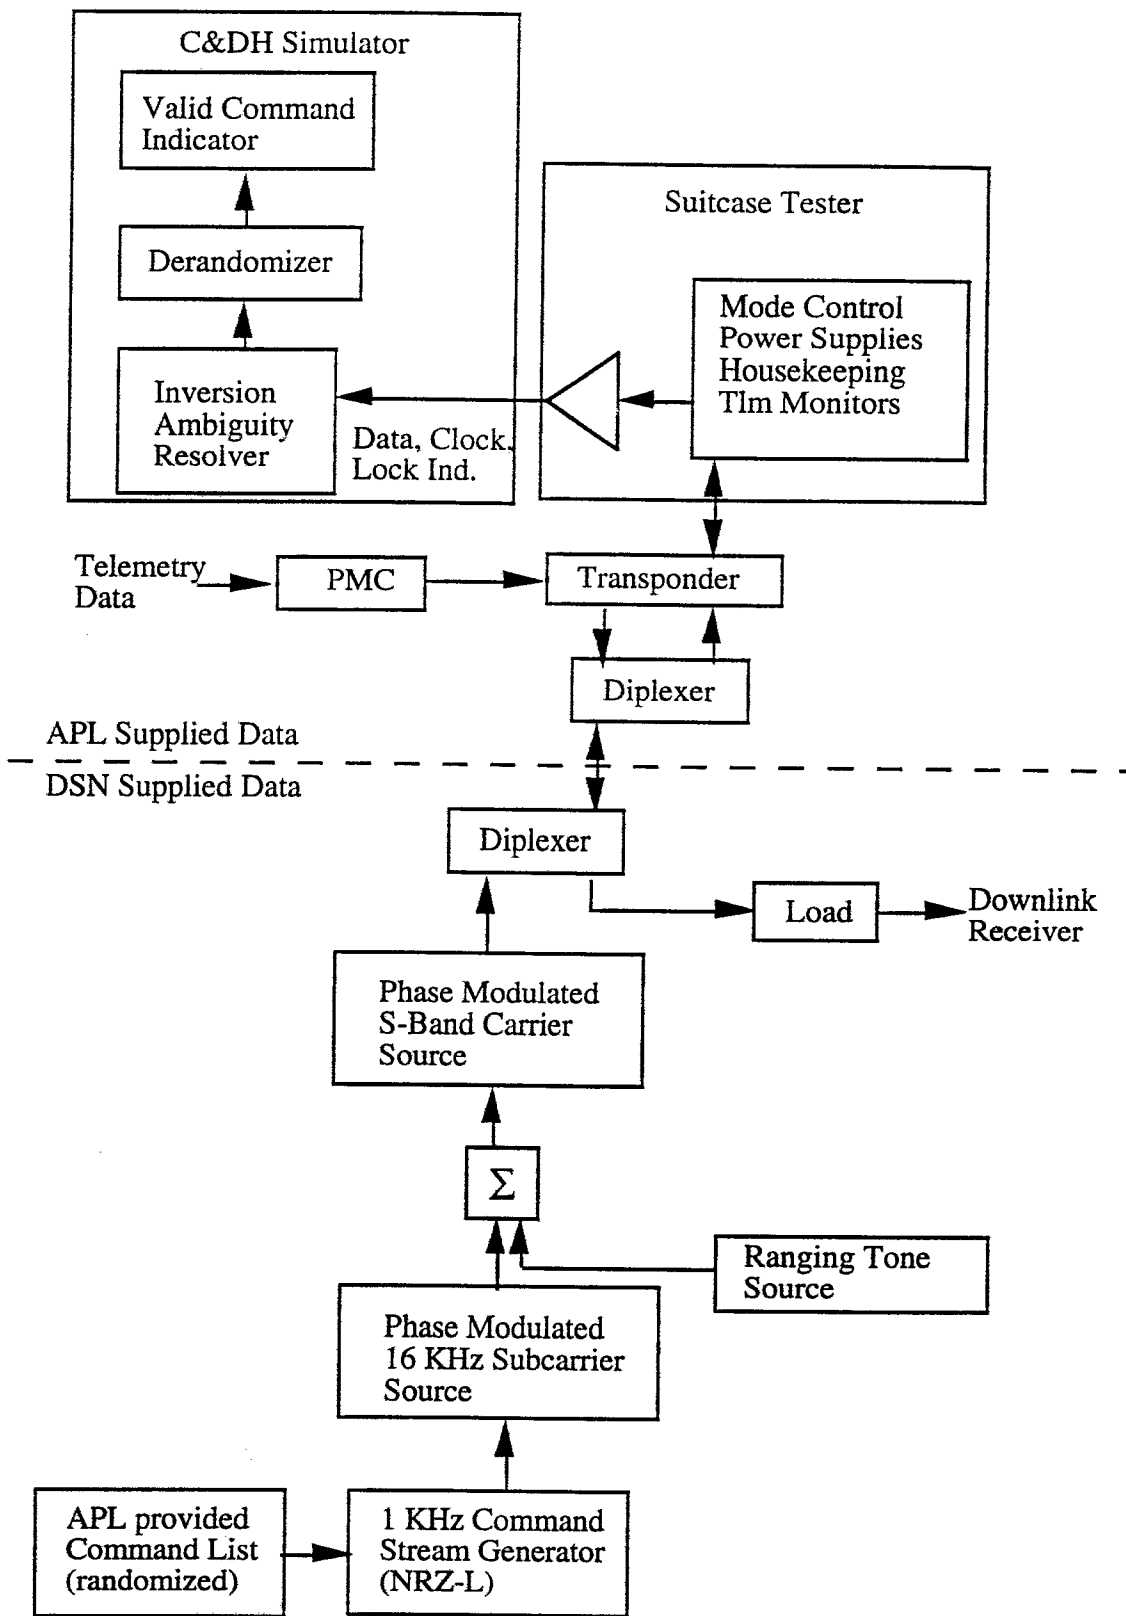 C&DH Simulator
Valid Command
Indicator
Derandomizer
Inversion
Ambiguity
Resolver
Data, Clock,
Lock Ind.
Suitcase Tester
Mode Control
Power Supplies
Housekeeping
Tlm Monitors
Telemetry
Data
PMC
Transponder
Diplexer
APL Supplied Data
DSN Supplied Data
Diplexer
Load
Downlink
Receiver
Phase Modulated
S-Band Carrier
Source
Σ
Ranging Tone
Source
Phase Modulated
16 KHz Subcarrier
Source
APL provided
Command List
(randomized)
1 KHz Command
Stream Generator
(NRZ-L)